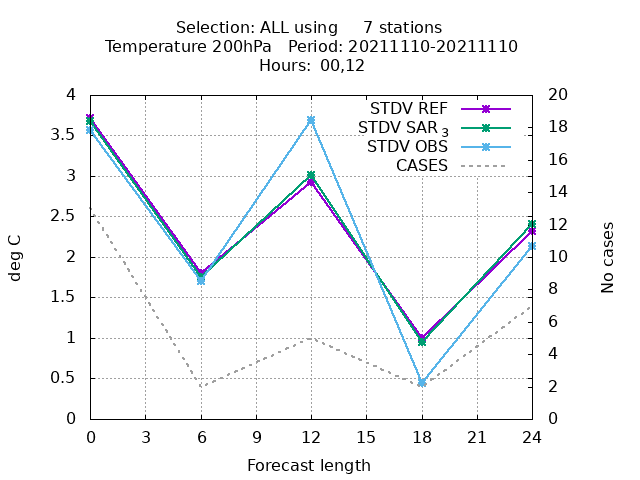 Selection: ALL using     7 stations
Temperature 200hPa   Period: 20211110-20211110
Hours:  00,12
STDV REF
STDV SAR₃
STDV OBS
CASES
deg C
4
3.5
3
2.5
2
1.5
1
0.5
0
20
18
16
14
12
10
8
6
4
2
0
No cases
0 3 6 9 12 15 18 21 24
Forecast length